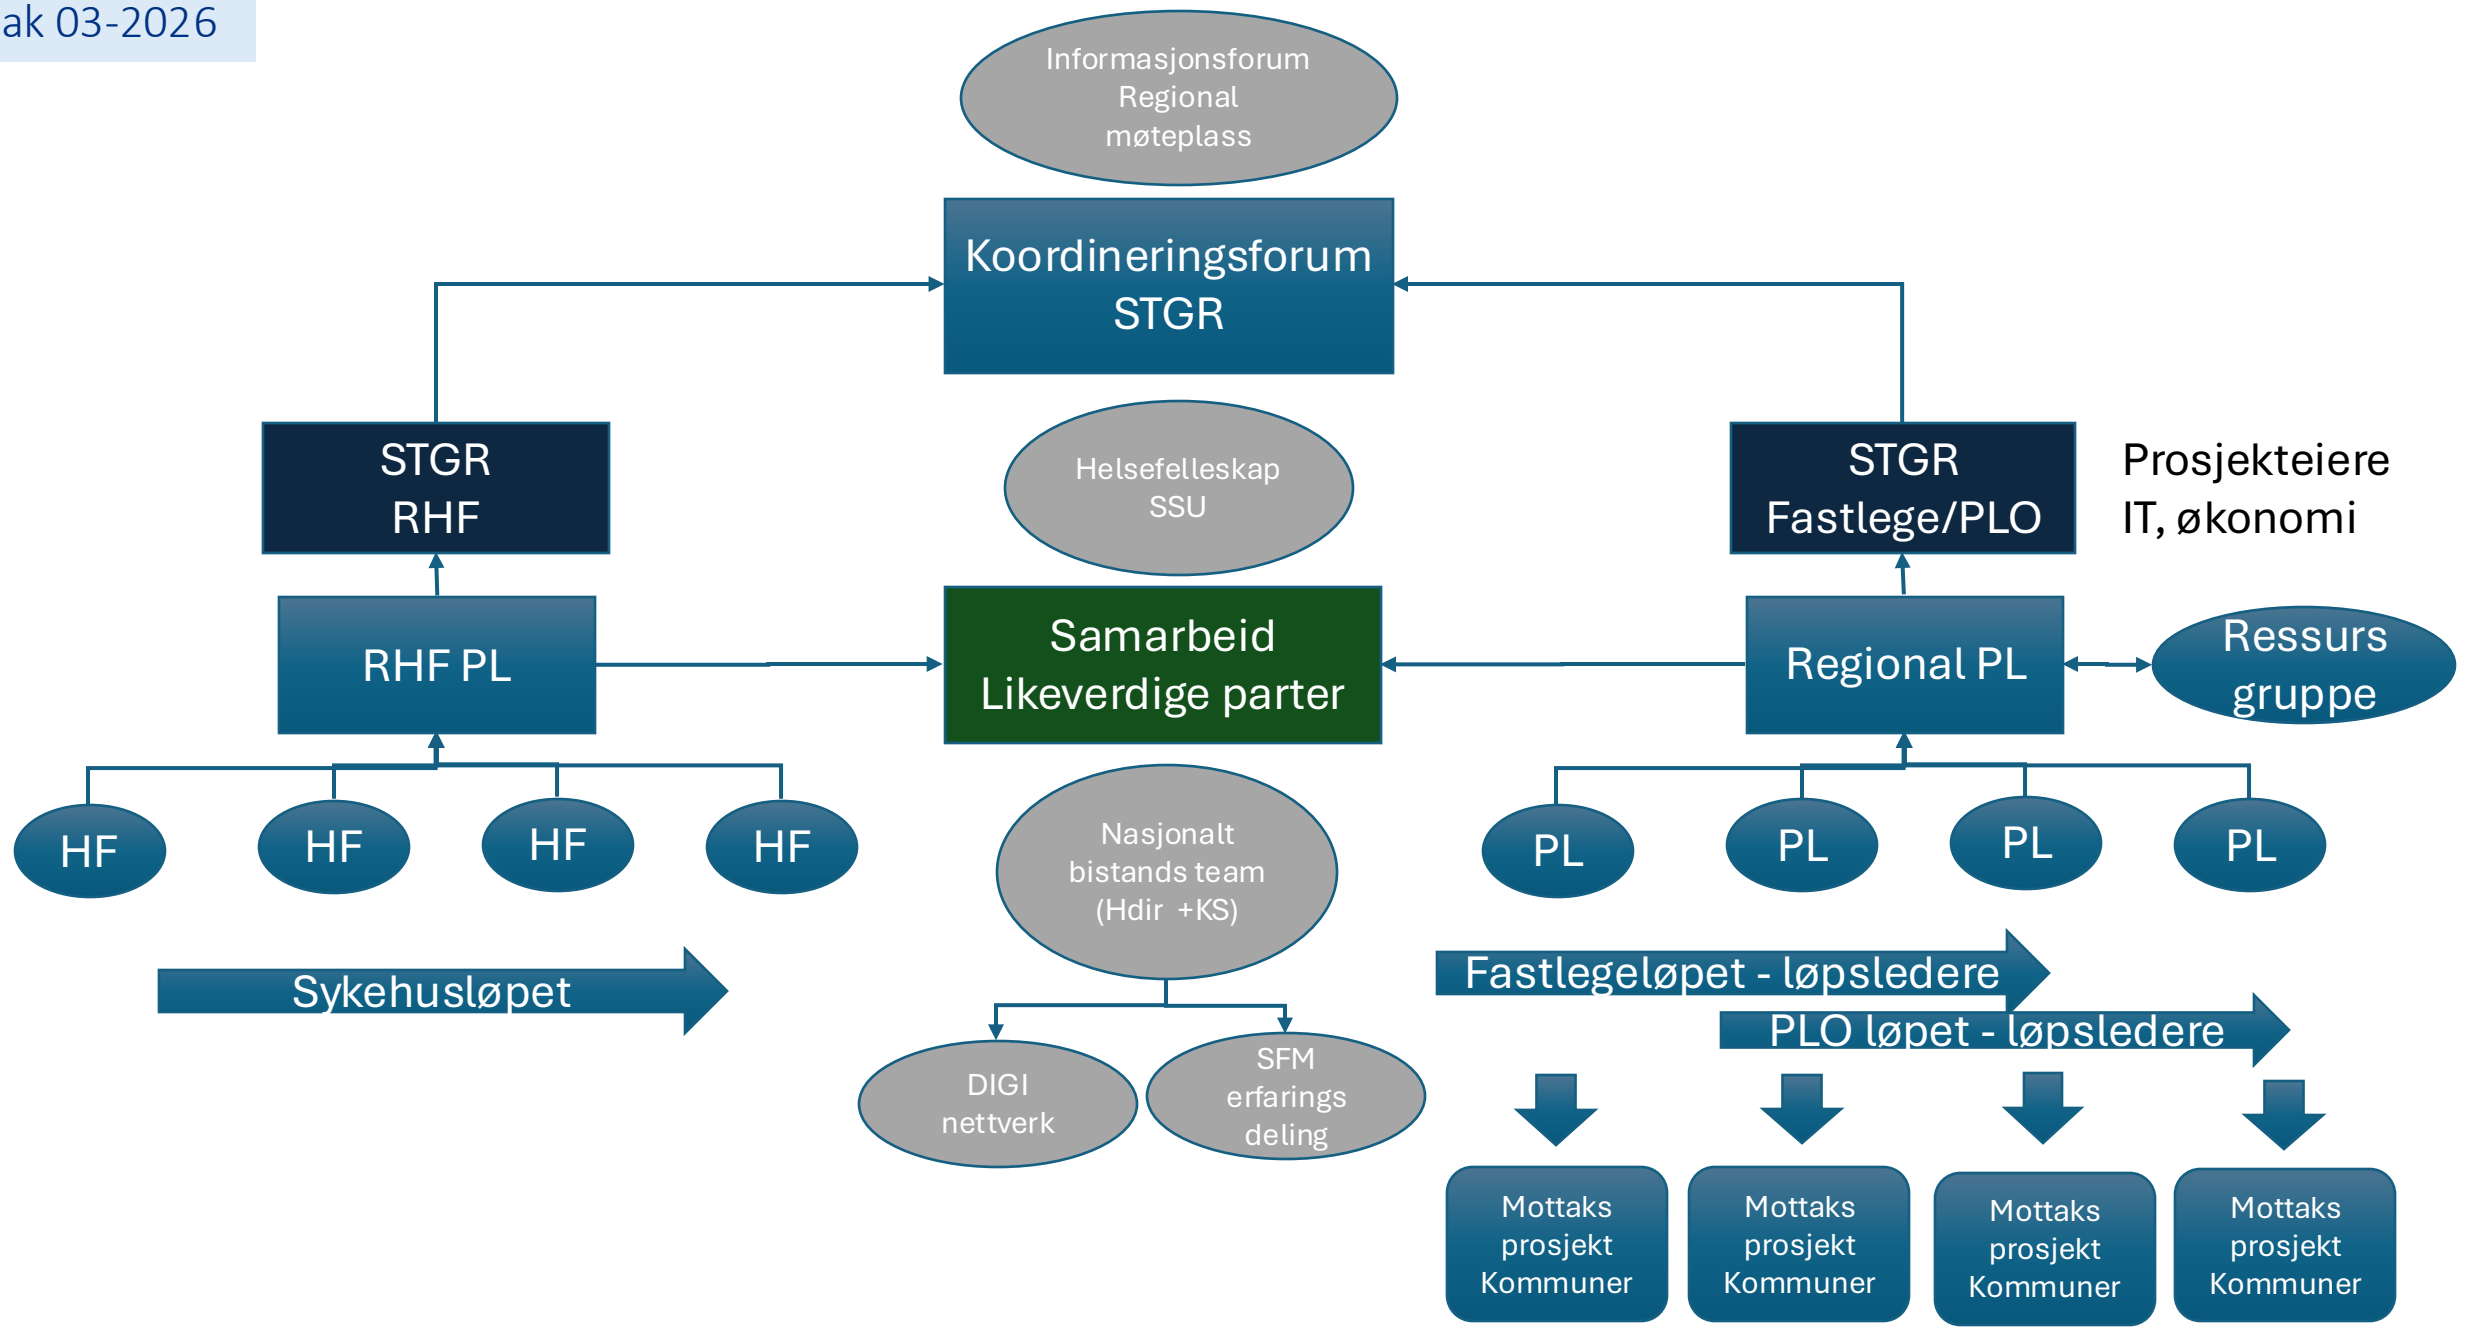 ak 03-2026
Informasjonsforum
Regional
møteplass
Koordineringsforum
STGR
STGR
RHF
Helsefelleskap
SSU
STGR
Fastlege/PLO
Prosjekteiere
IT, økonomi
RHF PL
Samarbeid
Likeverdige parter
Regional PL
Ressurs
gruppe
HF
HF
HF
HF
Nasjonalt
bistands team
(Hdir +KS)
PL
PL
PL
PL
Sykehusløpet
Fastlegeløpet - løpsledere
PLO løpet - løpsledere
DIGI
nettverk
SFM
erfarings
deling
Mottaks
prosjekt
Kommuner
Mottaks
prosjekt
Kommuner
Mottaks
prosjekt
Kommuner
Mottaks
prosjekt
Kommuner